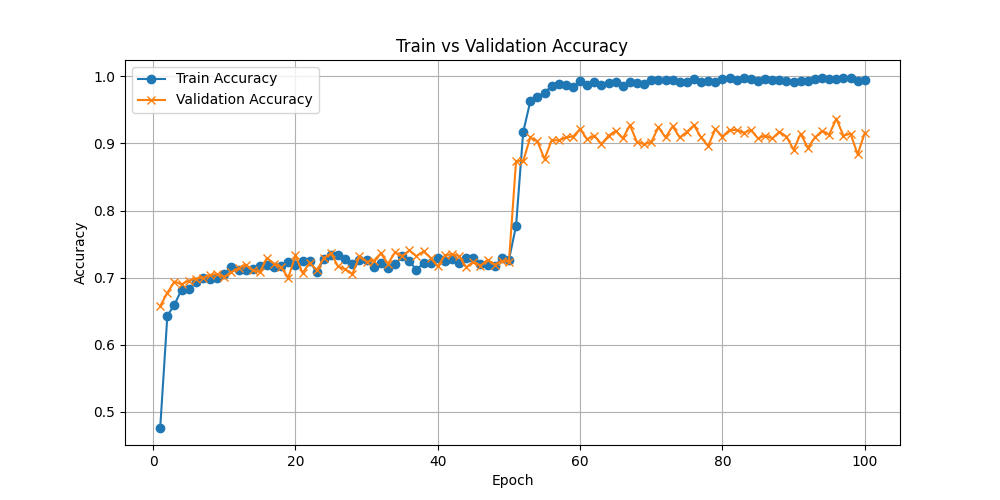 Train vs Validation Accuracy
Train Accuracy
Validation Accuracy
1.0
0.9
0.8
0.7
0.6
0.5
Accuracy
0 20 40 60 80 100
Epoch